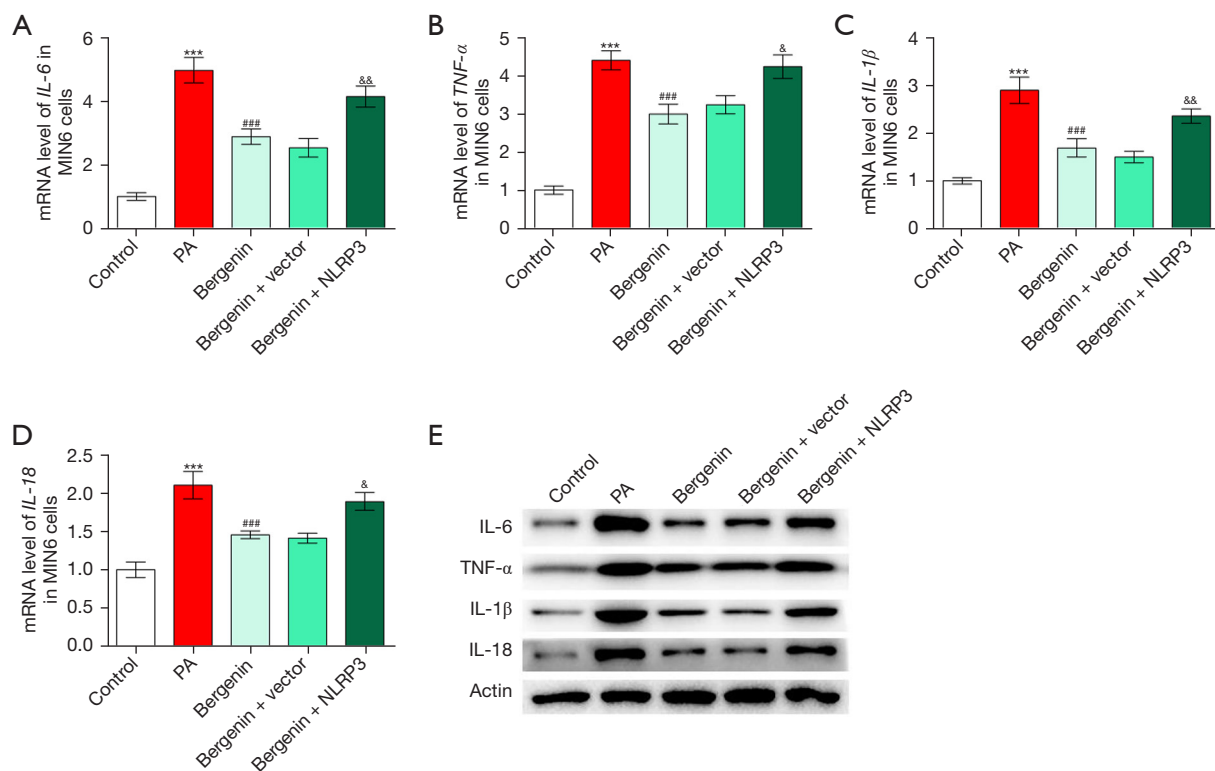 A
mRNA level of IL-6 in
MIN6 cells
6
4
2
0
***
###
&&
Control
PA
Bergenin
Bergenin + vector
Bergenin + NLRP3
B
mRNA level of TNF-α
in MIN6 cells
5
4
3
2
1
0
***
###
&
Control
PA
Bergenin
Bergenin + vector
Bergenin + NLRP3
C
mRNA level of IL-1β
in MIN6 cells
4
3
2
1
0
***
###
&&
Control
PA
Bergenin
Bergenin + vector
Bergenin + NLRP3
D
mRNA level of IL-18
in MIN6 cells
2.5
2.0
1.5
1.0
0.5
0.0
***
###
&
Control
PA
Bergenin
Bergenin + vector
Bergenin + NLRP3
E
Control
PA
Bergenin
Bergenin + vector
Bergenin + NLRP3
IL-6
TNF-α
IL-1β
IL-18
Actin